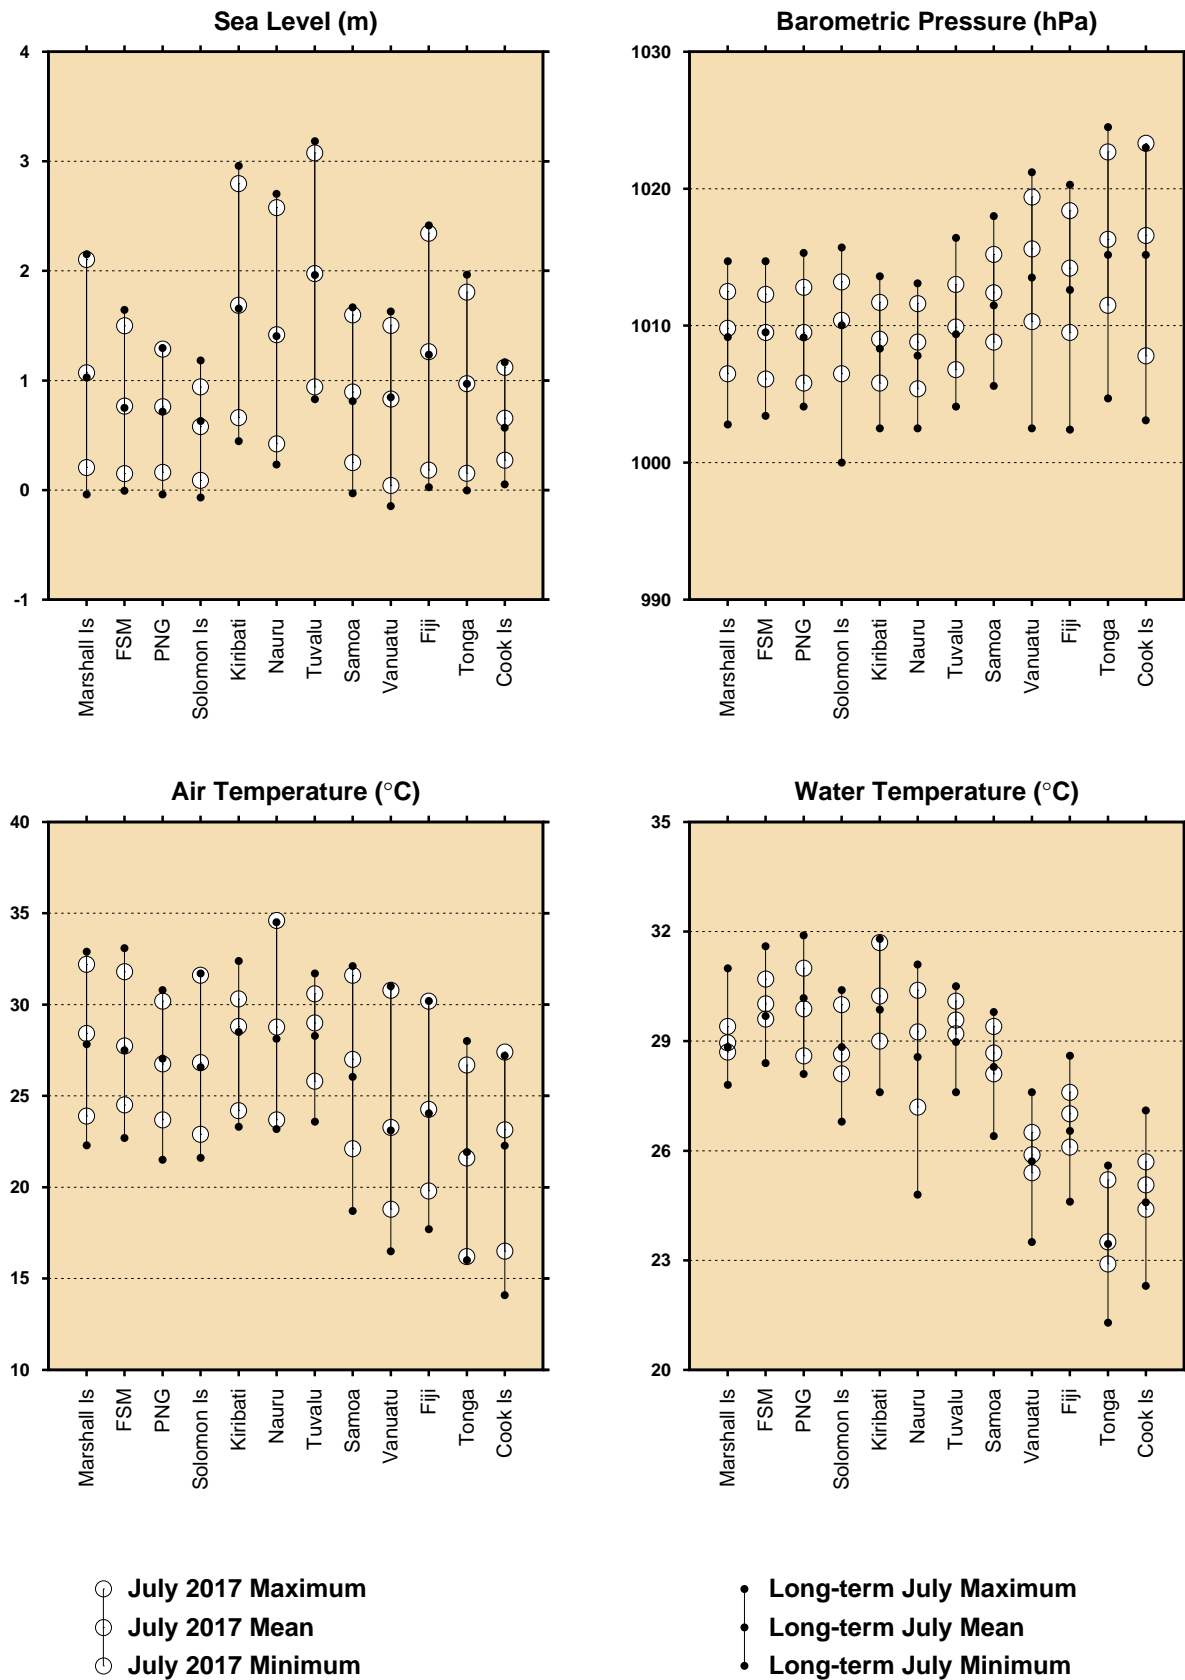 Sea Level (m)
4
3
2
1
0
-1
Marshall Is
FSM
PNG
Solomon Is
Kiribati
Nauru
Tuvalu
Samoa
Vanuatu
Fiji
Tonga
Cook Is
Barometric Pressure (hPa)
1030
1020
1010
1000
990
Marshall Is
FSM
PNG
Solomon Is
Kiribati
Nauru
Tuvalu
Samoa
Vanuatu
Fiji
Tonga
Cook Is
Air Temperature (°C)
40
35
30
25
20
15
10
Marshall Is
FSM
PNG
Solomon Is
Kiribati
Nauru
Tuvalu
Samoa
Vanuatu
Fiji
Tonga
Cook Is
Water Temperature (°C)
35
32
29
26
23
20
Marshall Is
FSM
PNG
Solomon Is
Kiribati
Nauru
Tuvalu
Samoa
Vanuatu
Fiji
Tonga
Cook Is
July 2017 Maximum
July 2017 Mean
July 2017 Minimum
Long-term July Maximum
Long-term July Mean
Long-term July Minimum